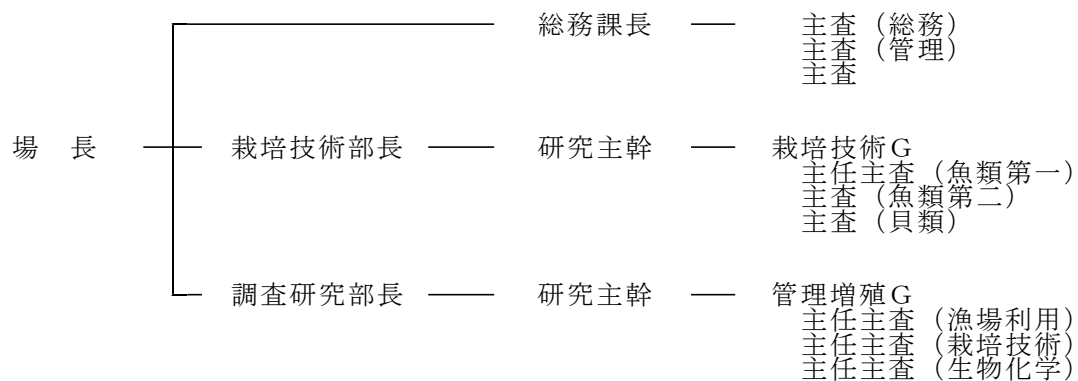 総務課長 主査（総務）
主査（管理）
主査
場　長 栽培技術部長 研究主幹 栽培技術G
主任主査（魚類第一）
主査（魚類第二）
主査（貝類）
調査研究部長 研究主幹 管理増殖G
主任主査（漁場利用）
主任主査（栽培技術）
主任主査（生物化学）